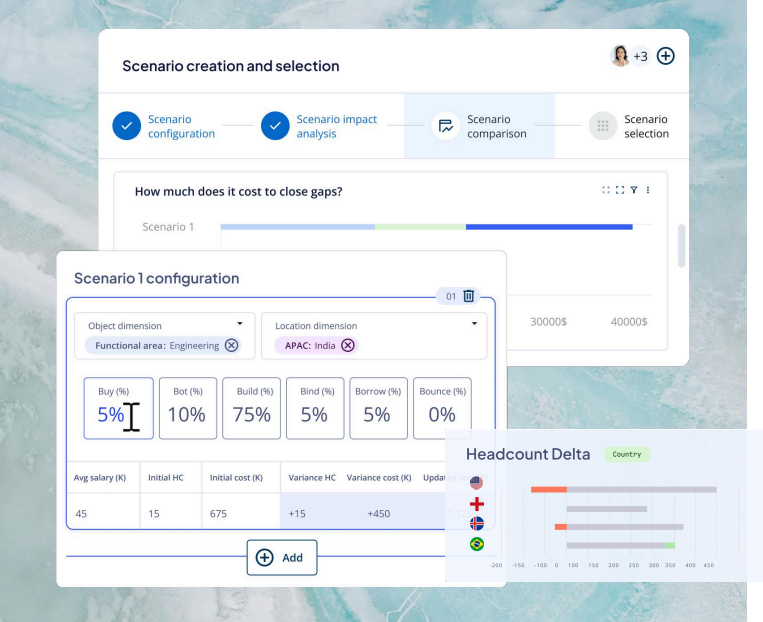 Scenario creation and selection
+3
Scenario configuration
Scenario impact analysis
Scenario comparison
Scenario selection
How much does it cost to close gaps?
Scenario 1
30000$ 40000$
Scenario 1 configuration
01
Object dimension
Functional area: Engineering
Location dimension
APAC: India
Buy (%) Bot (%) Build (%) Bind (%) Borrow (%) Bounce (%)
5% 10% 75% 5% 5% 0%
Avg salary (K) Initial HC Initial cost (K) Variance HC Variance cost (K)
45 15 675 +15 +450
Add
Headcount Delta
Country
-200 -150 -100 0 100 150 200 250 300 350 400 450